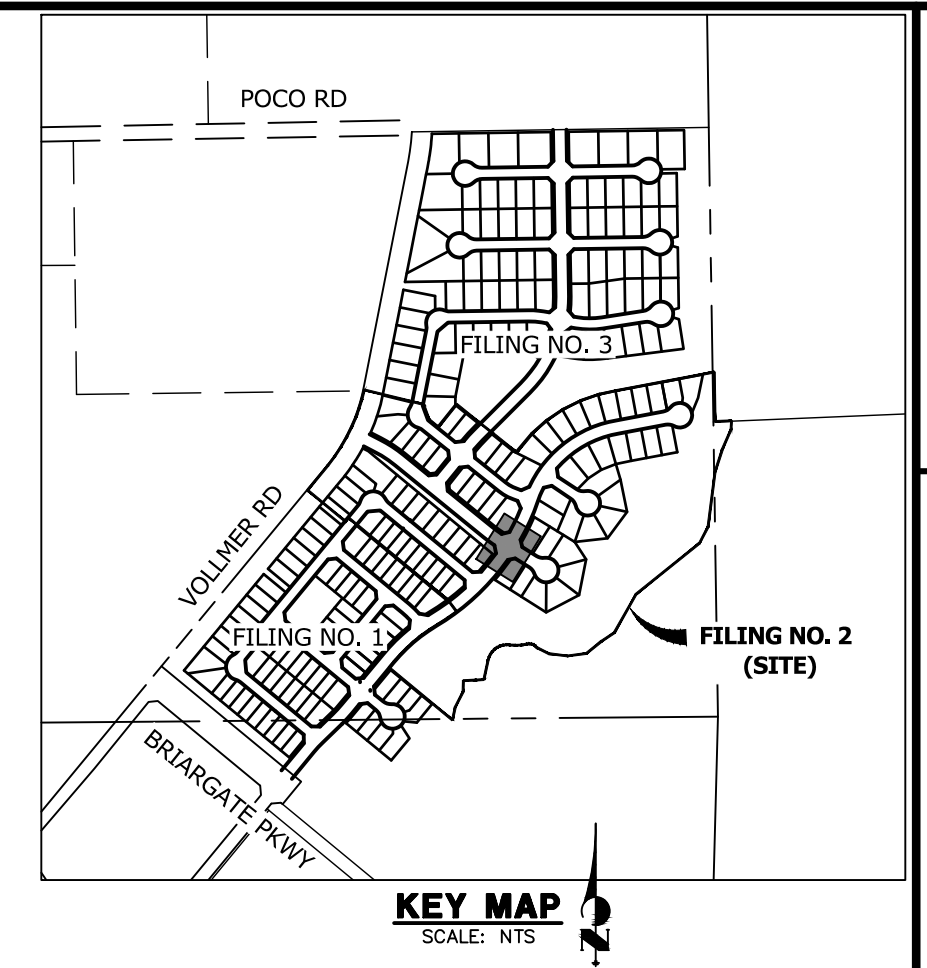 POCO RD
FILING NO. 3
VOLLMER RD
FILING NO. 1
FILING NO. 2
(SITE)
BRIARGATE PKWY
KEY MAP
SCALE: NTS
N